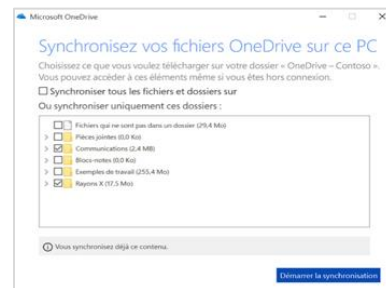 Microsoft OneDrive
Synchronisez vos fichiers OneDrive sur ce PC
Choisissez ce que vous voulez télécharger sur votre dossier « OneDrive – Contoso ».
Vous pouvez accéder à ces éléments même si vous êtes hors connexion.
Synchroniser tous les fichiers et dossiers sur
Ou synchroniser uniquement ces dossiers :
Fichiers qui ne sont pas dans un dossier (29,4 Mo)
Pièces jointes (0,0 Ko)
Communications (2,4 MB)
Blocs-notes (0,0 Ko)
Exemples de travail (255,4 Mo)
Rayons X (17,5 Mo)
Vous synchronisez déjà ce contenu.
Démarrer la synchronisation